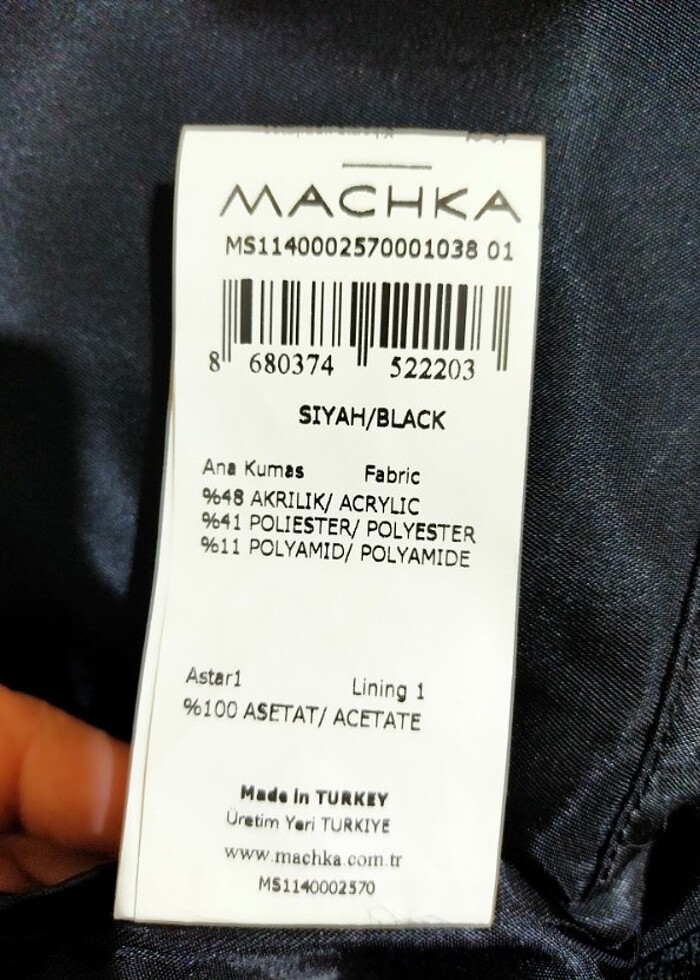 MACHKA
MS1140002570001038 01
8 680374 522203
SIYAH/BLACK
Ana Kumas Fabric
%48 AKRILIK/ ACRYLIC
%41 POLIESTER/ POLYESTER
%11 POLYAMID/ POLYAMIDE
Astar1 Lining 1
%100 ASETAT/ ACETATE
Made in TURKEY
Üretim Yeri TURKIYE
www.machka.com.tr
MS1140002570